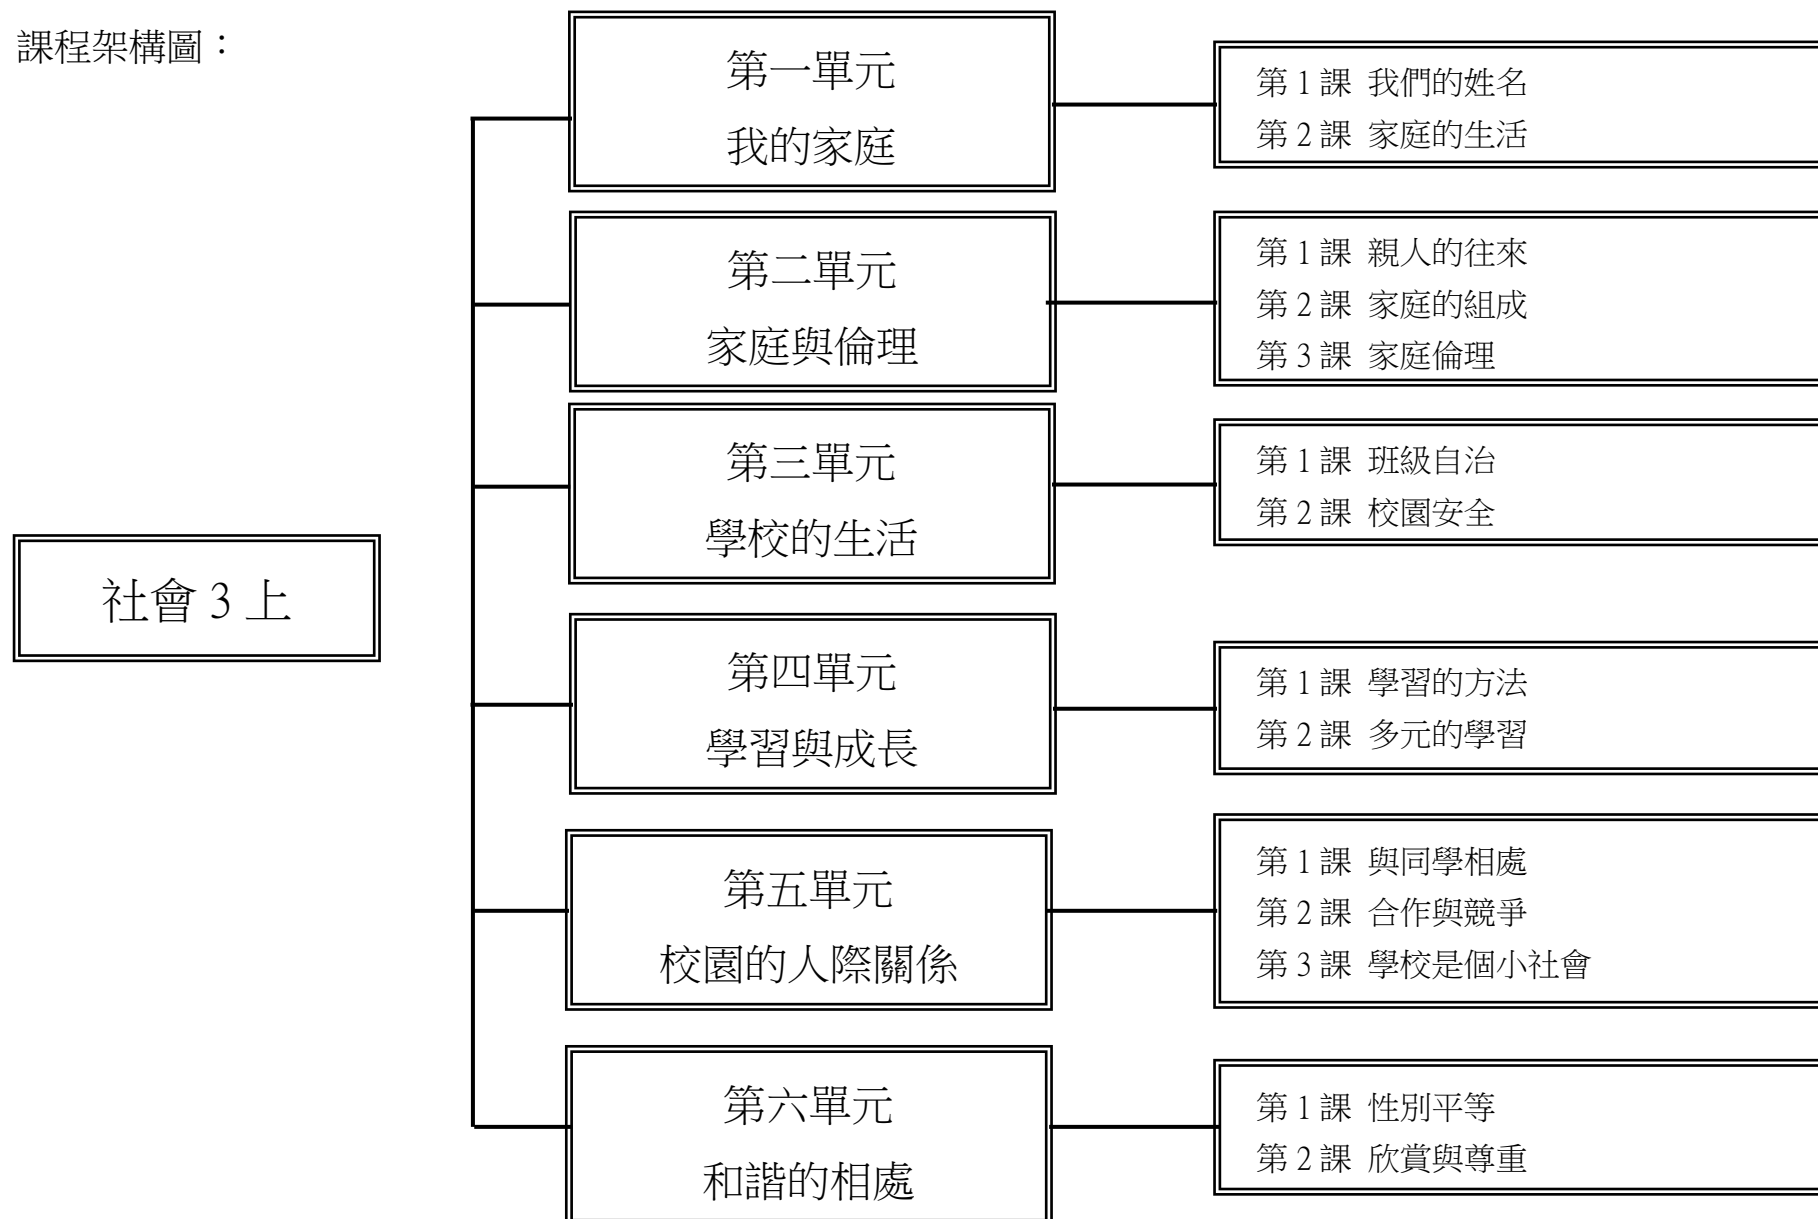 課程架構圖：
社會 3 上
第一單元
我的家庭
第 1 課 我們的姓名
第 2 課 家庭的生活
第二單元
家庭與倫理
第 1 課 親人的往來
第 2 課 家庭的組成
第 3 課 家庭倫理
第三單元
學校的生活
第 1 課 班級自治
第 2 課 校園安全
第四單元
學習與成長
第 1 課 學習的方法
第 2 課 多元的學習
第五單元
校園的人際關係
第 1 課 與同學相處
第 2 課 合作與競爭
第 3 課 學校是個小社會
第六單元
和諧的相處
第 1 課 性別平等
第 2 課 欣賞與尊重